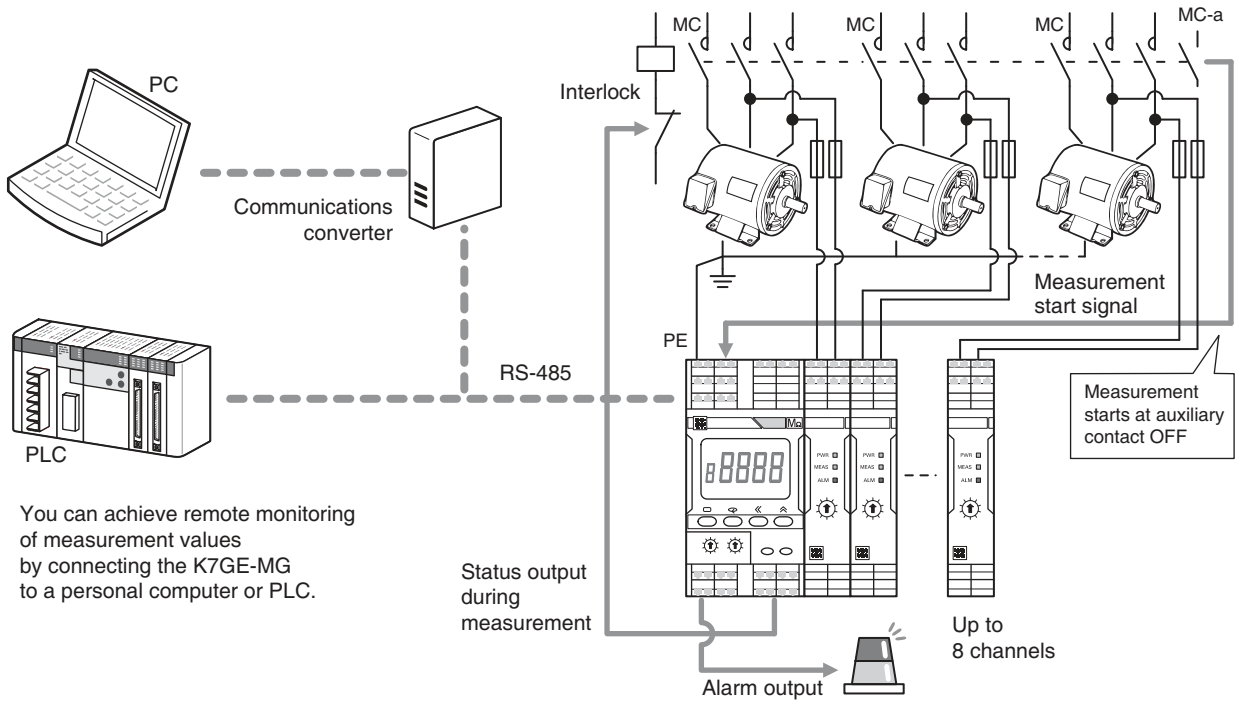 MC
MC
MC
MC-a
PC
Interlock
Communications
converter
Measurement
start signal
PE
RS-485
PLC
Measurement
starts at auxiliary
contact OFF
MΩ
8 8888
PWR
MEAS
ALM
PWR
MEAS
ALM
PWR
MEAS
ALM
You can achieve remote monitoring
of measurement values
by connecting the K7GE-MG
to a personal computer or PLC.
Status output
during
measurement
Up to
8 channels
Alarm output